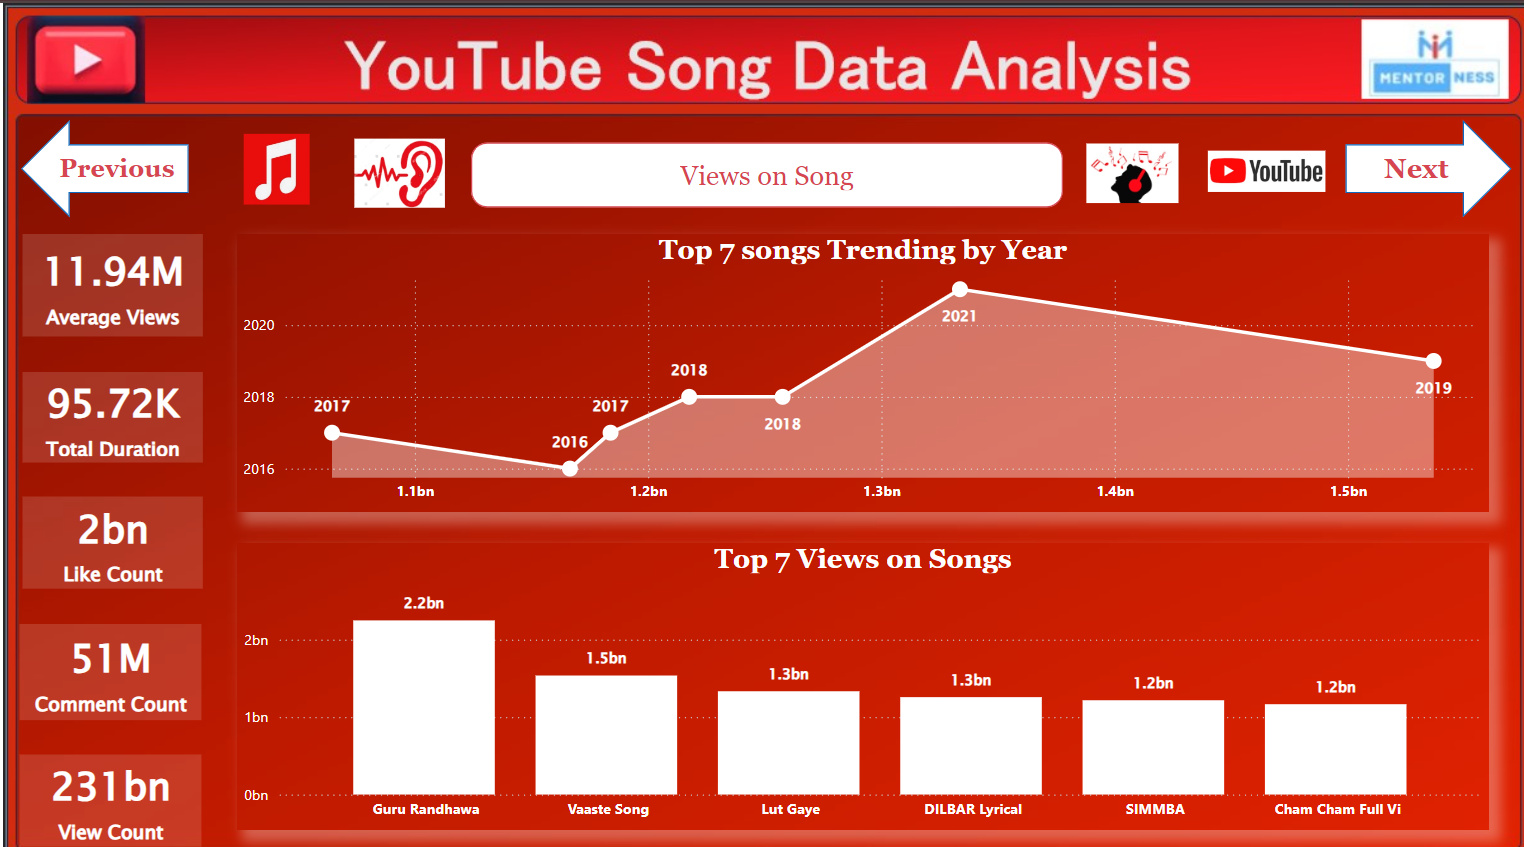 YouTube Song Data Analysis
MENTOR NESS
Previous
Views on Song
YouTube
Next
11.94M
Average Views
95.72K
Total Duration
2bn
Like Count
51M
Comment Count
231bn
View Count
Top 7 songs Trending by Year
2020
2018
2016
2017
2016
2017
2018
2018
2021
2019
1.1bn
1.2bn
1.3bn
1.4bn
1.5bn
Top 7 Views on Songs
2bn
1bn
0bn
2.2bn
1.5bn
1.3bn
1.3bn
1.2bn
1.2bn
Guru Randhawa
Vaaste Song
Lut Gaye
DILBAR Lyrical
SIMMBA
Cham Cham Full Vi